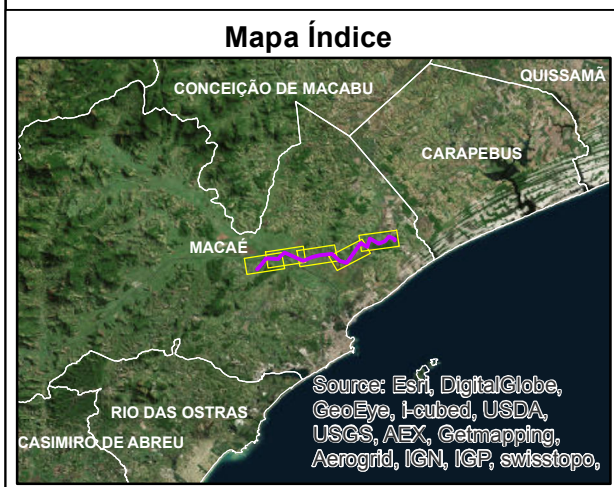 Mapa Índice
QUISSAMÃ
CONCEIÇÃO DE MACABU
CARAPEBUS
MACAÉ
RIO DAS OSTRAS
CASIMIRO DE ABREU
Source: Esri, DigitalGlobe,
GeoEye, i-cubed, USDA,
USGS, AEX, Getmapping,
Aerogrid, IGN, IGP, swisstopo,